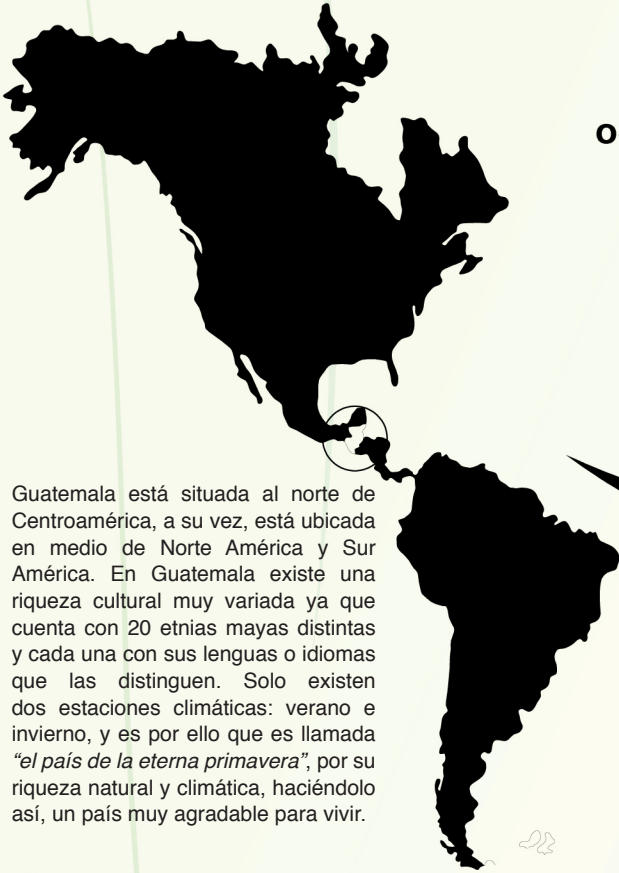 o
Guatemala está situada al norte de
Centroamérica, a su vez, está ubicada
en medio de Norte América y Sur
América. En Guatemala existe una
riqueza cultural muy variada ya que
cuenta con 20 etnias mayas distintas
y cada una con sus lenguas o idiomas
que las distinguen. Solo existen
dos estaciones climáticas: verano e
invierno, y es por ello que es llamada
“el país de la eterna primavera”, por su
riqueza natural y climática, haciéndolo
así, un país muy agradable para vivir.